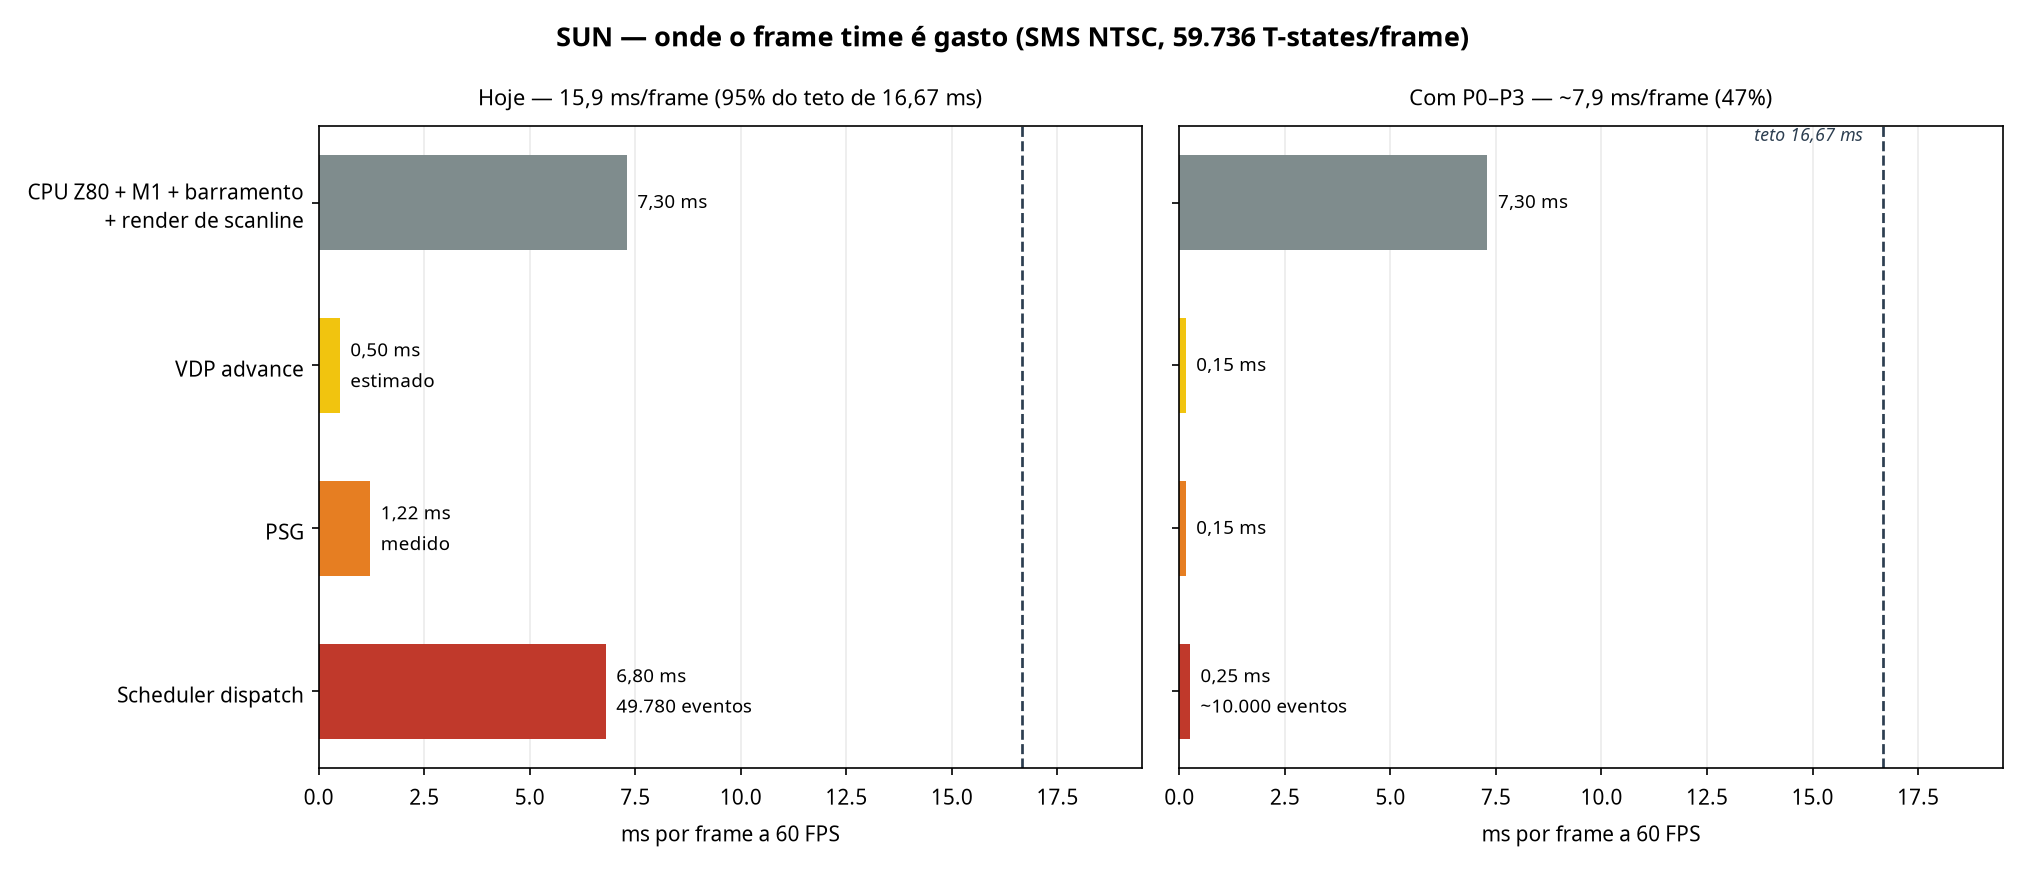 SUN — onde o frame time é gasto (SMS NTSC, 59.736 T-states/frame)
Hoje — 15,9 ms/frame (95% do teto de 16,67 ms)
CPU Z80 + M1 + barramento
+ render de scanline
7,30 ms
VDP advance
0,50 ms
estimado
PSG
1,22 ms
medido
Scheduler dispatch
6,80 ms
49.780 eventos
0.0 2.5 5.0 7.5 10.0 12.5 15.0 17.5
ms por frame a 60 FPS
Com P0–P3 — ~7,9 ms/frame (47%)
teto 16,67 ms
7,30 ms
0,15 ms
0,15 ms
0,25 ms
~10.000 eventos
0.0 2.5 5.0 7.5 10.0 12.5 15.0 17.5
ms por frame a 60 FPS